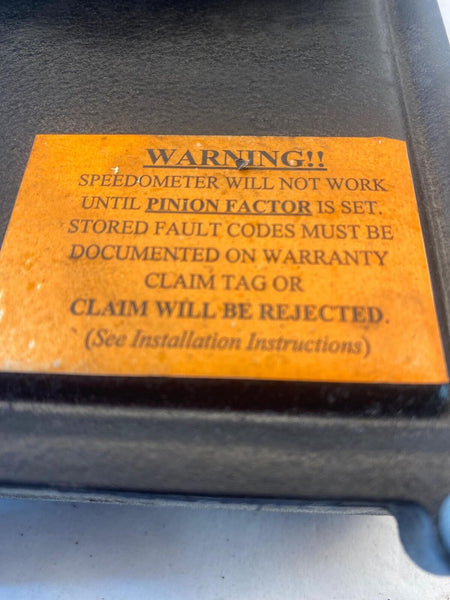 WARNING!!
SPEEDOMETER WILL NOT WORK
UNTIL PINION FACTOR IS SET.
STORED FAULT CODES MUST BE
DOCUMENTED ON WARRANTY
CLAIM TAG OR
CLAIM WILL BE REJECTED.
(See Installation Instructions)